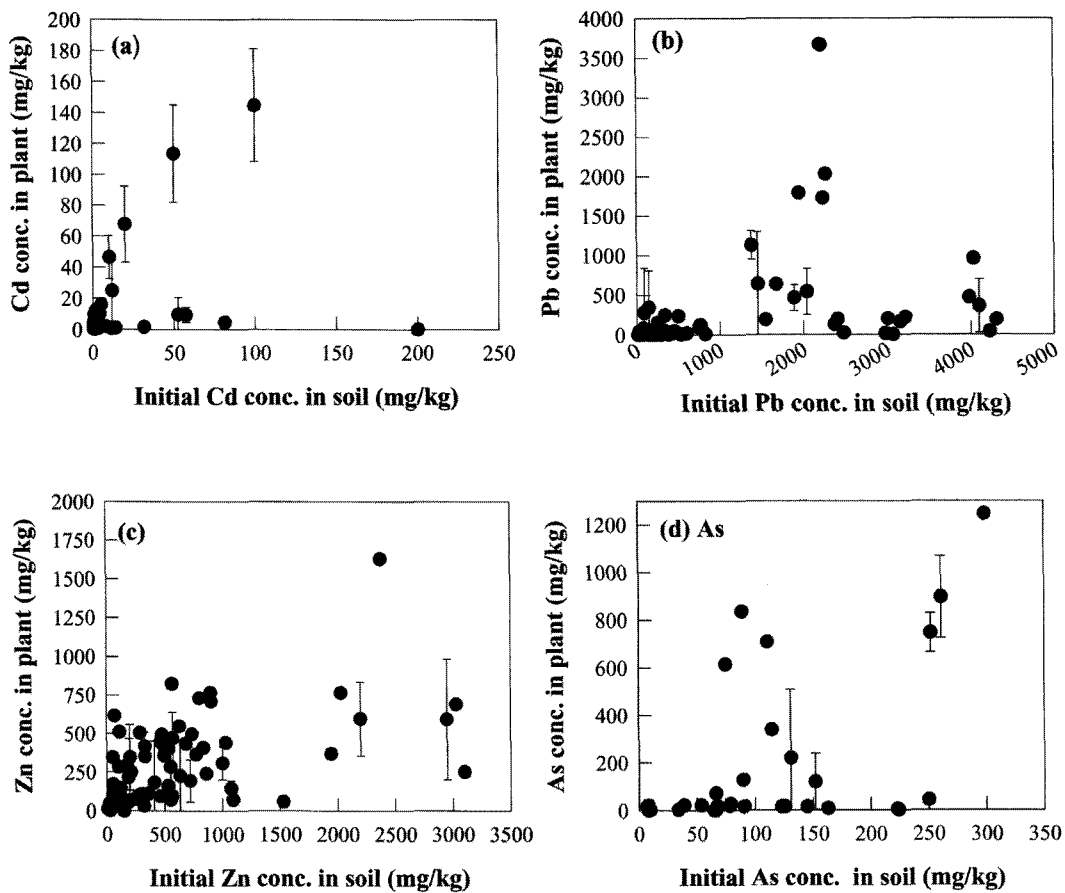 (a)
Cd conc. in plant (mg/kg)
200
180
160
140
120
100
80
60
40
20
0
0 50 100 150 200 250
Initial Cd conc. in soil (mg/kg)
(b)
Pb conc. in plant (mg/kg)
4000
3500
3000
2500
2000
1500
1000
500
0
0 1000 2000 3000 4000 5000
Initial Pb conc. in soil (mg/kg)
(c)
Zn conc. in plant (mg/kg)
2000
1750
1500
1250
1000
750
500
250
0
0 500 1000 1500 2000 2500 3000 3500
Initial Zn conc. in soil (mg/kg)
(d) As
As conc. in plant (mg/kg)
1200
1000
800
600
400
200
0
0 50 100 150 200 250 300 350
Initial As conc. in soil (mg/kg)